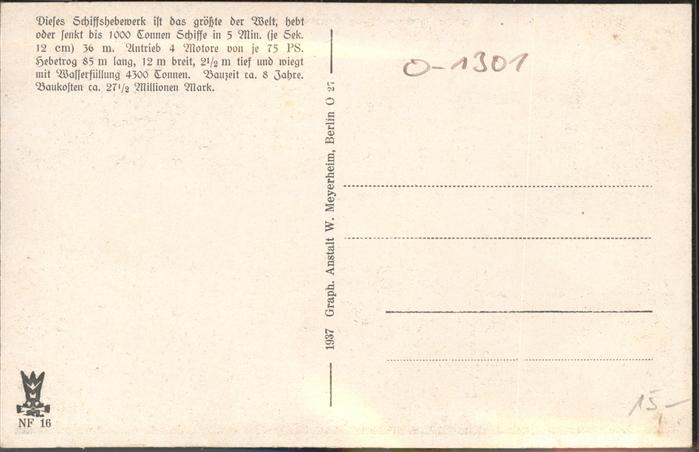 Dieses Schiffshebewerk ist das größte der Welt, hebt
oder senkt bis 1000 Tonnen Schiffe in 5 Min. (je Sek.
12 cm) 36 m. Antrieb 4 Motore von je 75 PS.
Hebetrog 85 m lang, 12 m breit, 2½ m tief und wiegt
mit Wasserfüllung 4300 Tonnen. Bauzeit ca. 8 Jahre.
Baukosten ca. 27½ Millionen Mark.
1937 Graph. Anstalt W. Meyerheim, Berlin O 27
O-1301
15,-
NF 16